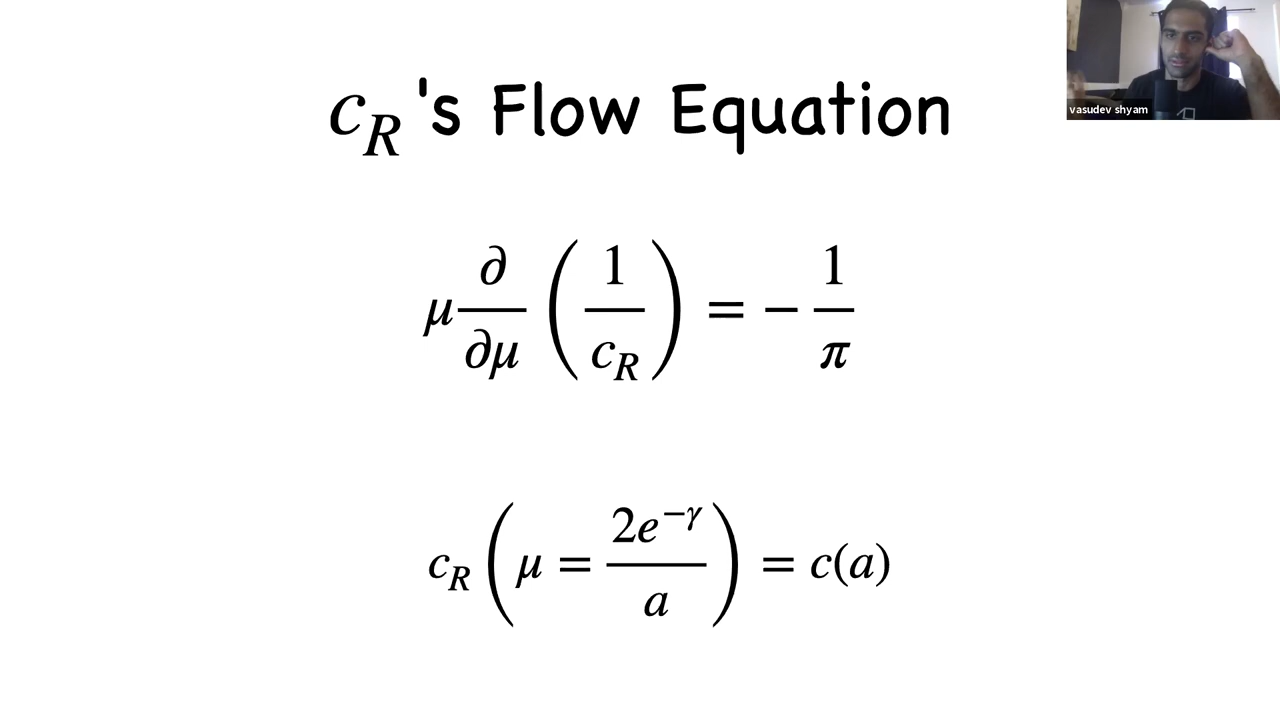 c_R's Flow Equation
vasudev shyam
μ ∂/∂μ (1/c_R) = − 1/π
c_R (μ = 2e^{−γ}/a) = c(a)